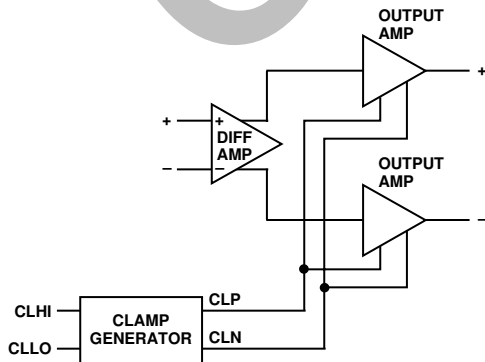 OUTPUT
AMP
+
+
+
DIFF
AMP
–
–
OUTPUT
AMP
–
CLHI
CLLO
CLAMP
GENERATOR
CLP
CLN